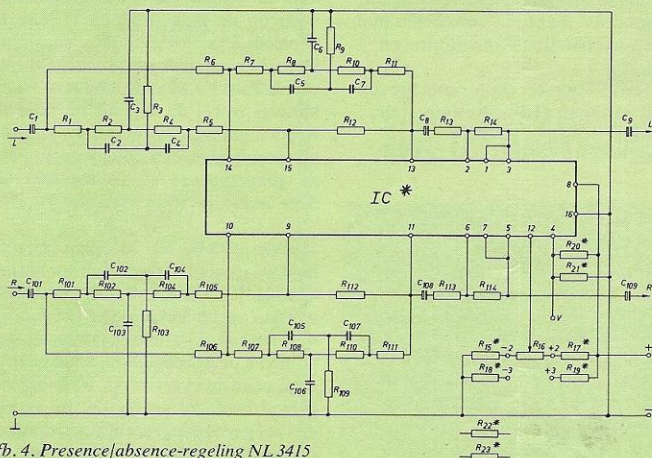 C6 R9
R6 R7 R8 R10 R11
C5 C7
C1 R1 R2 C3 R3 R4 R5 R12 C8 R13 R14 C9
L C2 C4 L
14 15 13 2 1 3
IC * 8
16
10 9 11 6 7 5 12 4
R20*
R21*
C102 C104
R C101 R101 R102 R104 R105 R112 C108 R113 R114 C109 R
C103 R103
C105 C107
V
R106 R107 R108 R110 R111
R15* -2 R16 +2 R17* +
R18* -3 +3 R19*
C106 R109
R22*
R23*
fb. 4. Presence/absence-regeling NL 3415